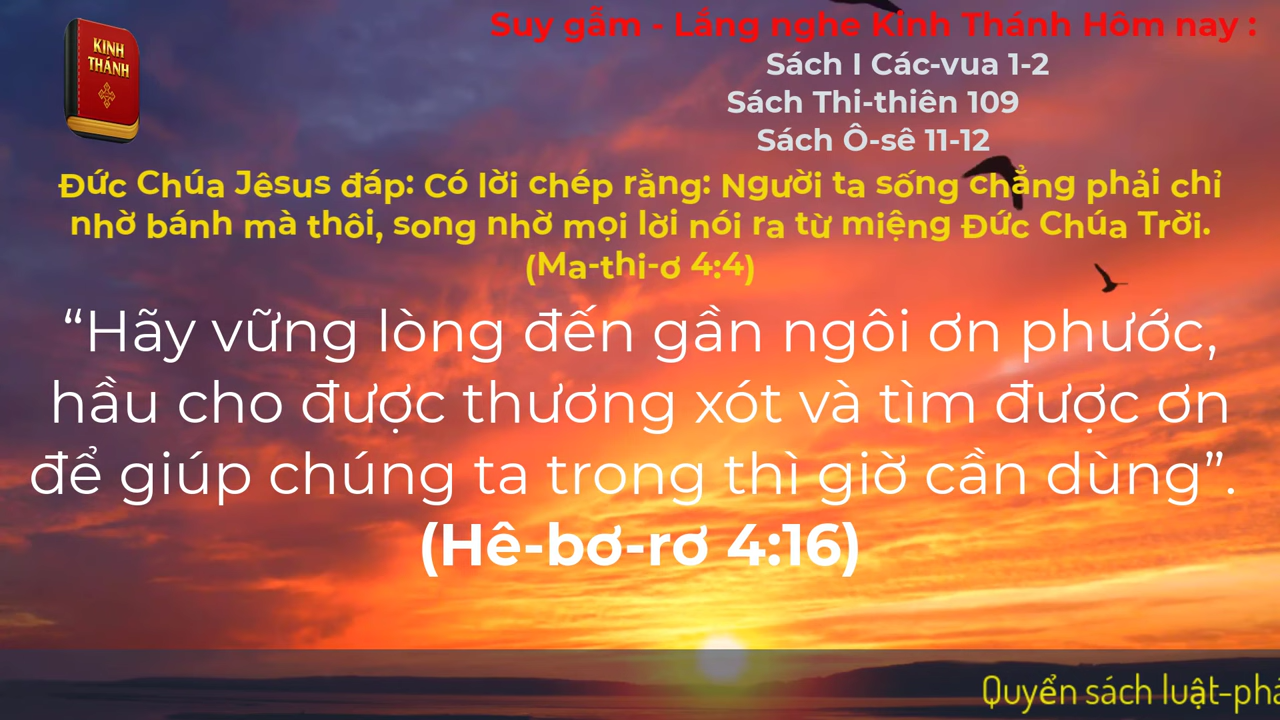 KINH
THÁNH
Suy gẫm - Lắng nghe Kinh Thánh Hôm nay :
Sách I Các-vua 1-2
Sách Thi-thiên 109
Sách Ô-sê 11-12
Đức Chúa Jêsus đáp: Có lời chép rằng: Người ta sống chẳng phải chỉ
nhờ bánh mà thôi, song nhờ mọi lời nói ra từ miệng Đức Chúa Trời.
(Ma-thi-ơ 4:4)
“Hãy vững lòng đến gần ngôi ơn phước,
hầu cho được thương xót và tìm được ơn
để giúp chúng ta trong thì giờ cần dùng”.
(Hê-bơ-rơ 4:16)
Quyển sách luật-phá